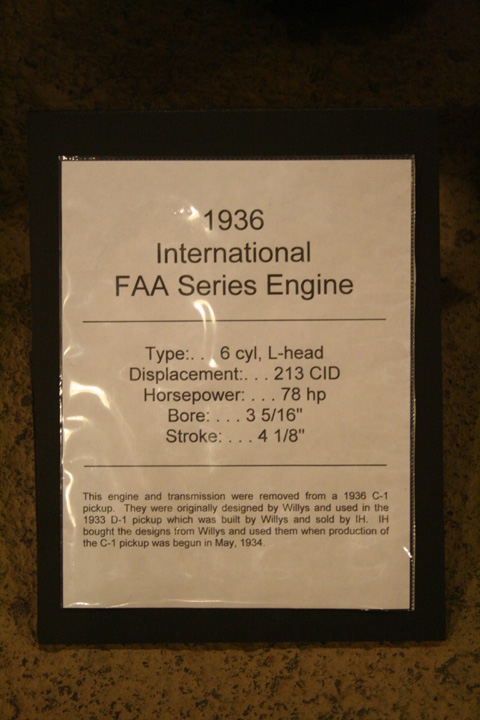 1936
International
FAA Series Engine
Type:. . . 6 cyl, L-head
Displacement:. . . 213 CID
Horsepower: . . . 78 hp
Bore: . . . 3 5/16"
Stroke: . . . 4 1/8"
This engine and transmission were removed from a 1936 C-1
pickup. They were originally designed by Willys and used in the
1933 D-1 pickup which was built by Willys and sold by IH. IH
bought the designs from Willys and used them when production of
the C-1 pickup was begun in May, 1934.